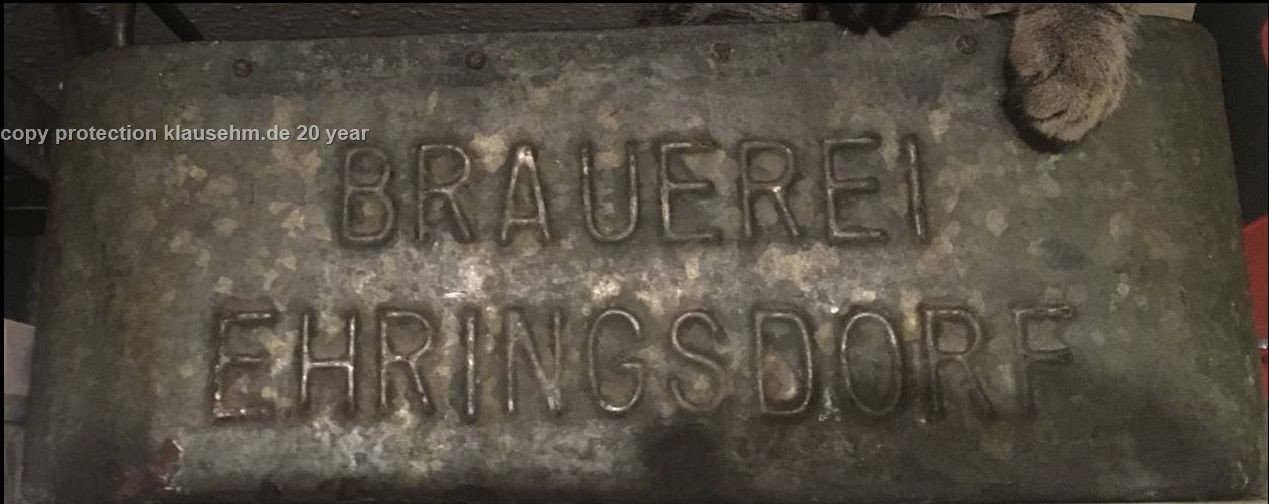 copy protection klausehm.de 20 year
BRAUEREI
EHRINGSDORF